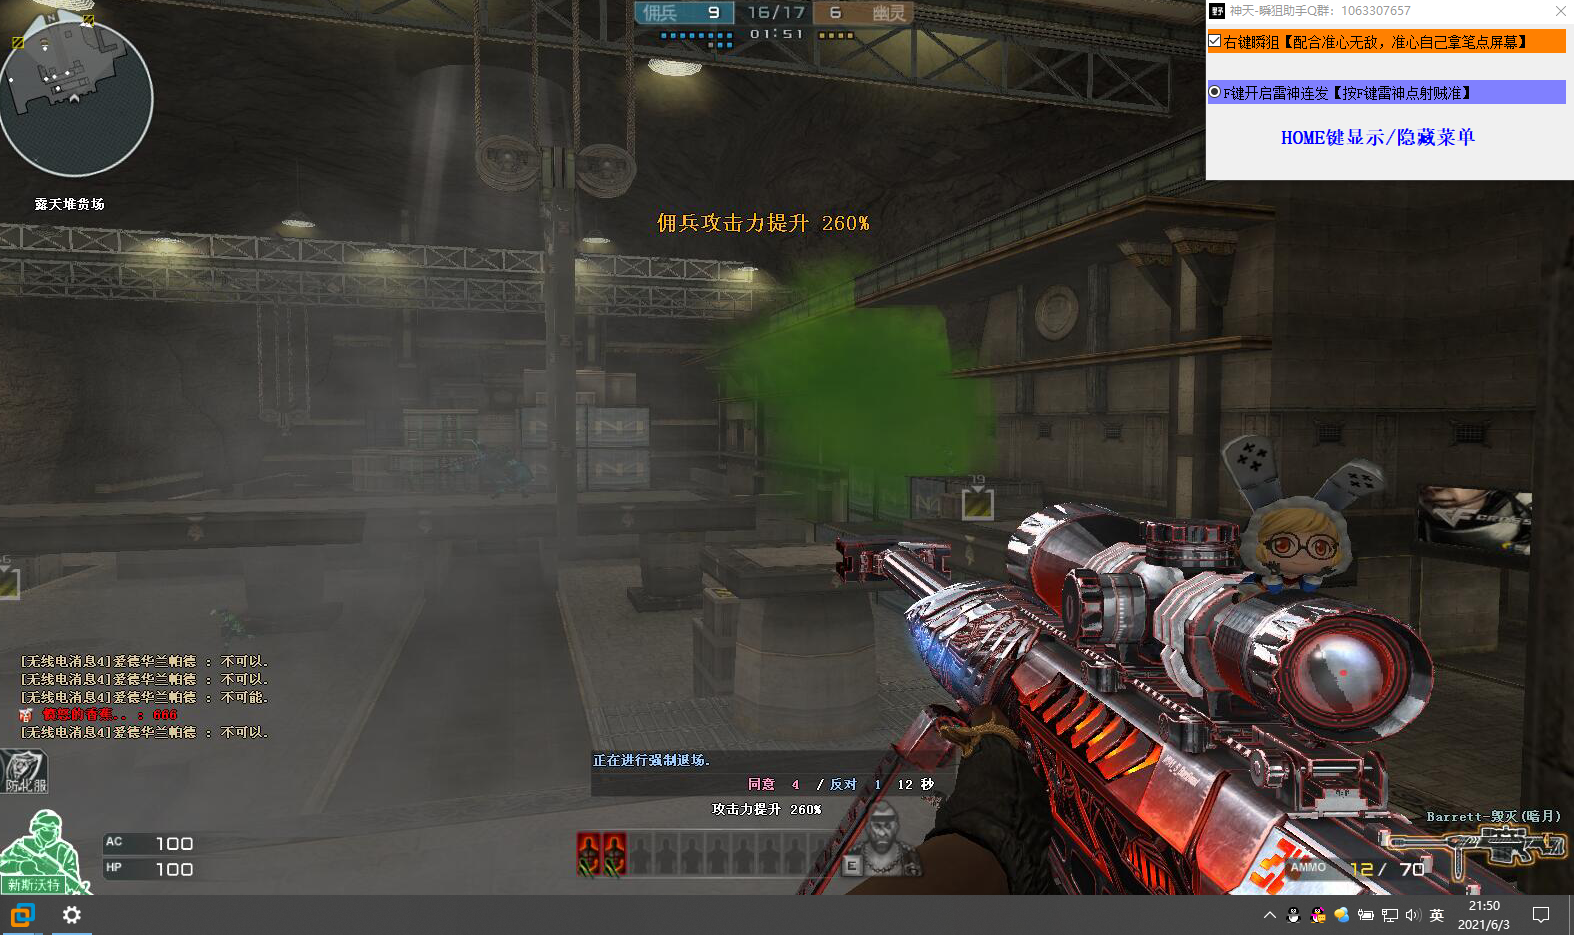 佣兵 9 16/17 6 幽灵
01:51
神天-瞬狙助手Q群：1063307657
右键瞬狙【配合准心无敌，准心自己拿笔点屏幕】
F键开启雷神连发【按F键雷神点射贼准】
HOME键显示/隐藏菜单
N
露天堆货场
佣兵攻击力提升 260%
19
[无线电消息4]爱德华兰帕德 : 不可以.
[无线电消息4]爱德华兰帕德 : 不可以.
[无线电消息4]爱德华兰帕德 : 不可能.
愤怒的香蕉.. : 666
[无线电消息4]爱德华兰帕德 : 不可以.
防化服
正在进行强制退场.
同意 4 / 反对 1 12 秒
攻击力提升 260%
AC 100
HP 100
新斯沃特
E
Barrett-毁灭(暗月)
AMMO 12/ 70
英
21:50
2021/6/3